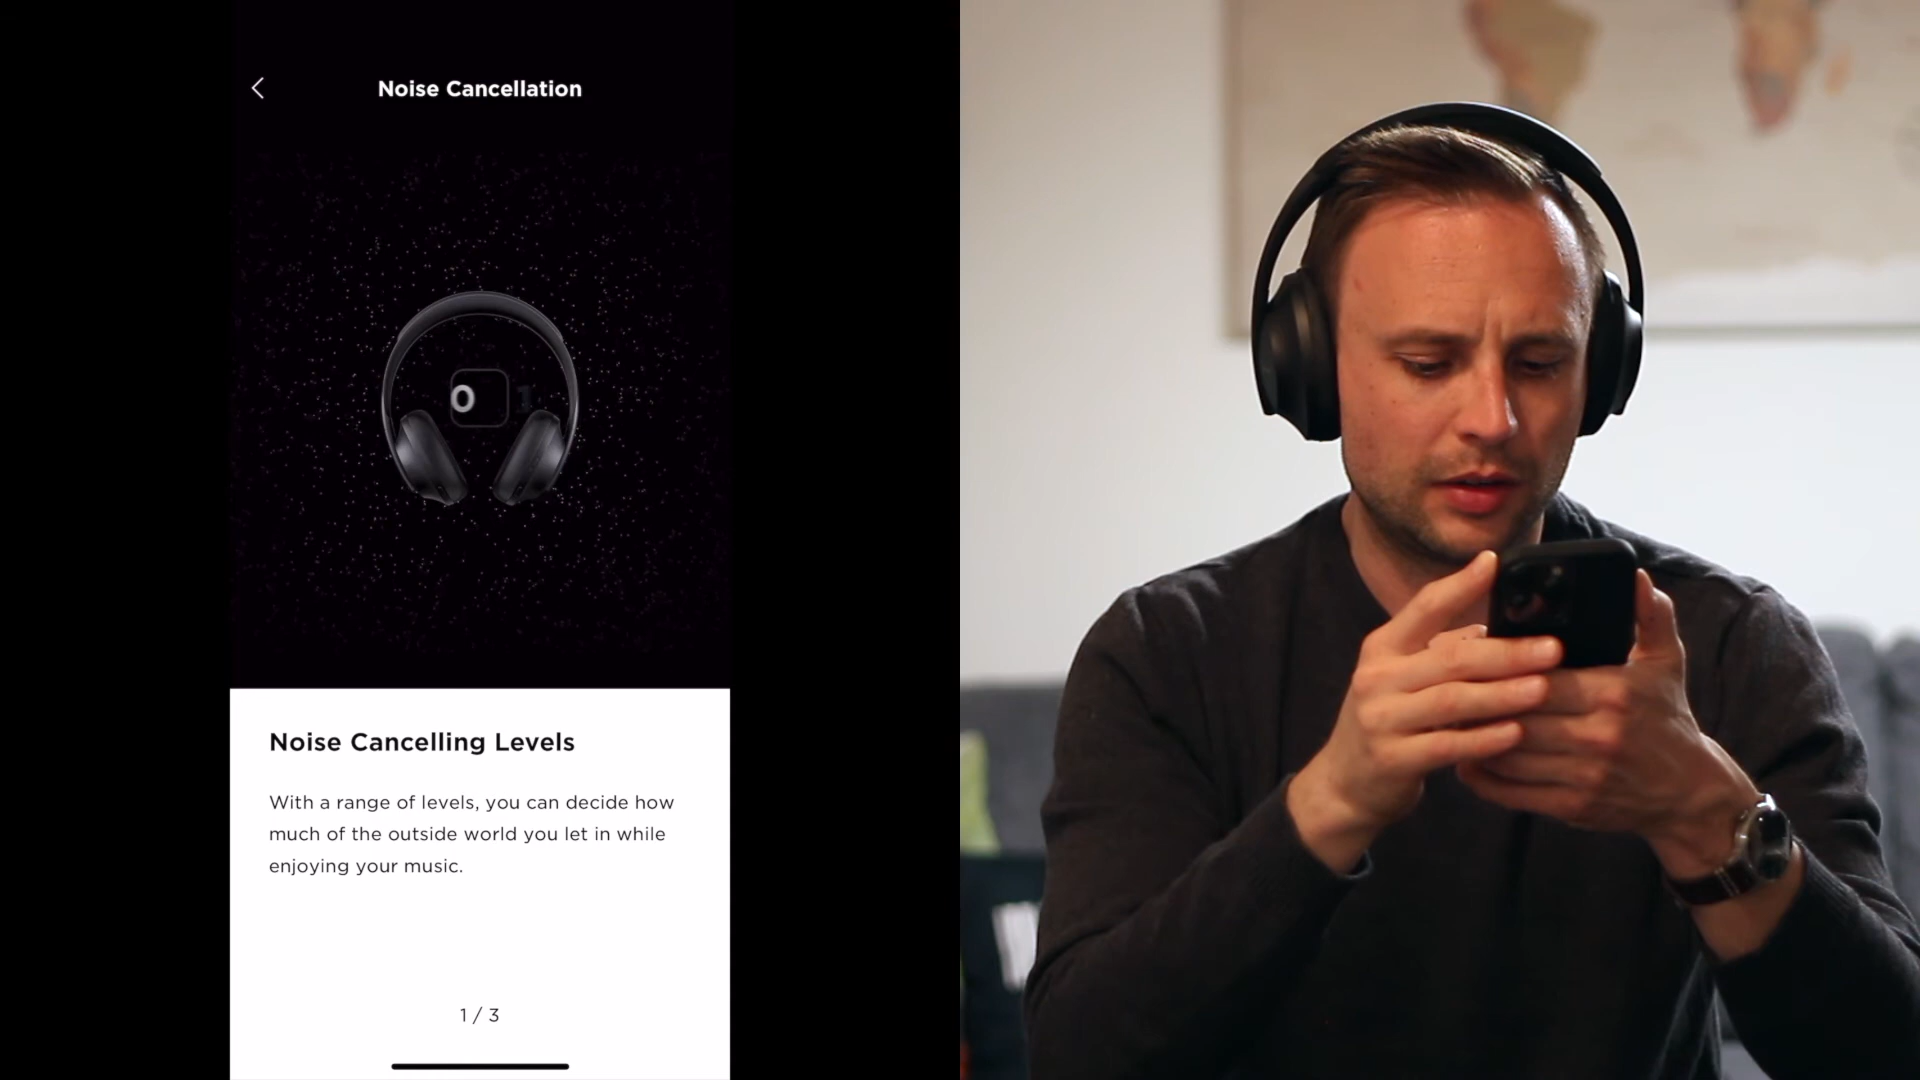 Noise Cancellation
0 1
Noise Cancelling Levels
With a range of levels, you can decide how
much of the outside world you let in while
enjoying your music.
1 / 3